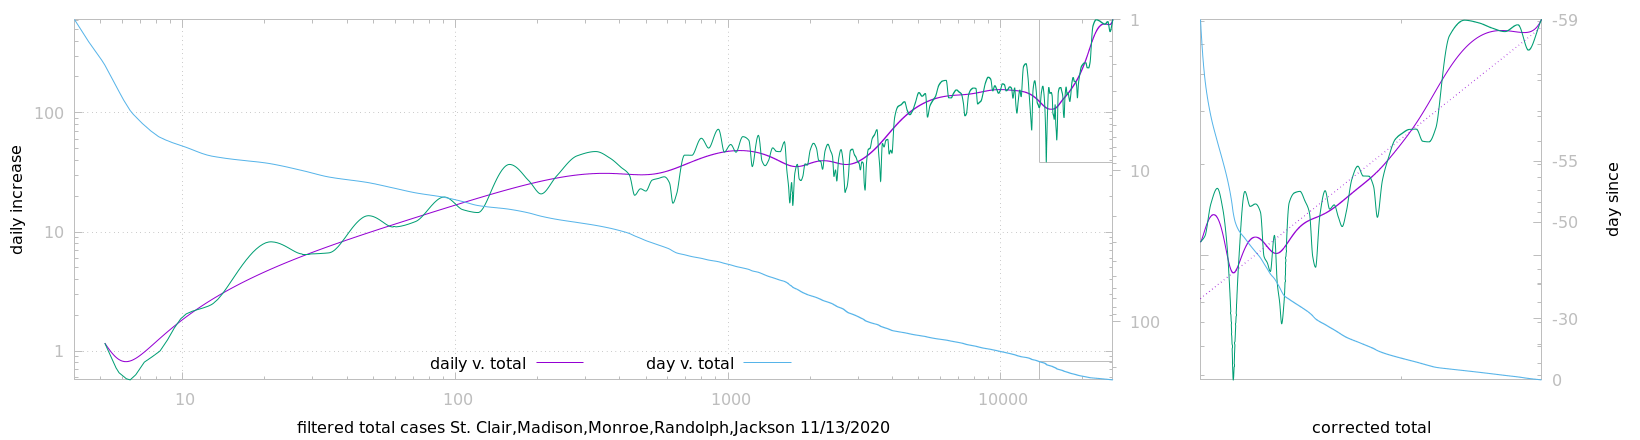 daily increase
100
10
1
10
100
1000
10000
1
10
100
daily v. total
day v. total
filtered total cases St. Clair,Madison,Monroe,Randolph,Jackson 11/13/2020
-59
-55
-50
-30
0
day since
corrected total